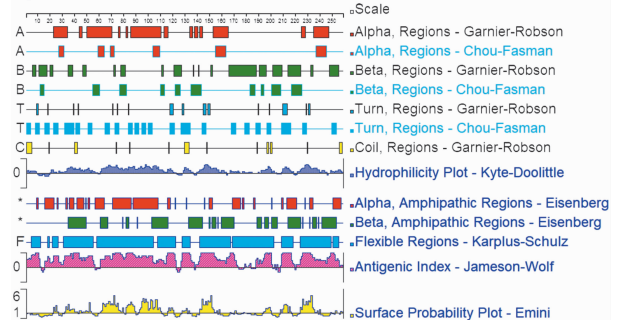 10 20 30 40 50 60 70 80 90 100 110 120 130 140 150 160 170 180 190 200 210 220 230 240 250
Scale
A Alpha, Regions - Garnier-Robson
A Alpha, Regions - Chou-Fasman
B Beta, Regions - Garnier-Robson
B Beta, Regions - Chou-Fasman
T Turn, Regions - Garnier-Robson
T Turn, Regions - Chou-Fasman
C Coil, Regions - Garnier-Robson
0 Hydrophilicity Plot - Kyte-Doolittle
* Alpha, Amphipathic Regions - Eisenberg
* Beta, Amphipathic Regions - Eisenberg
F Flexible Regions - Karplus-Schulz
0 Antigenic Index - Jameson-Wolf
6
1 Surface Probability Plot - Emini